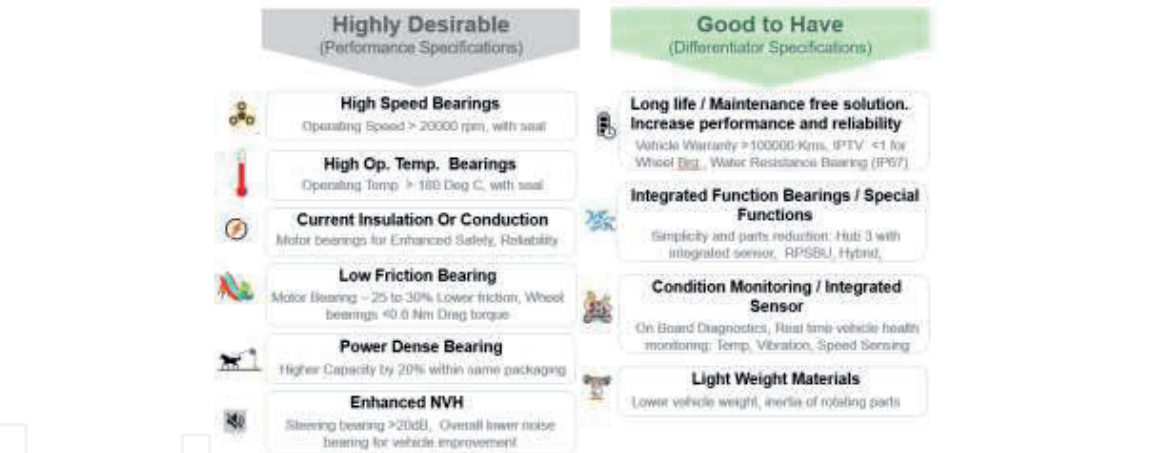 Highly Desirable
(Performance Specifications)
High Speed Bearings
Operating Speed > 20000 rpm, with seal
High Op. Temp. Bearings
Operating Temp > 160 Deg C, with seal
Current Insulation Or Conduction
Motor bearings for Enhanced Safety, Reliability
Low Friction Bearing
Motor Bearing – 25 to 30% Lower friction, Wheel
bearings <0.6 Nm Drag torque
Power Dense Bearing
Higher Capacity by 20% within same packaging
Enhanced NVH
Steering bearing >20dB, Overall lower noise
bearing for vehicle improvement
Good to Have
(Differentiator Specifications)
Long life / Maintenance free solution.
Increase performance and reliability
Vehicle Warranty >100000 Kms, IPTV <1 for
Wheel Brg., Water Resistance Bearing (IP67)
Integrated Function Bearings / Special
Functions
Simplicity and parts reduction: Hub 3 with
integrated sensor, RPSBU, Hybrid,
Condition Monitoring / Integrated
Sensor
On Board Diagnostics, Real time vehicle health
monitoring: Temp, Vibration, Speed Sensing
Light Weight Materials
Lower vehicle weight, inertia of rotating parts